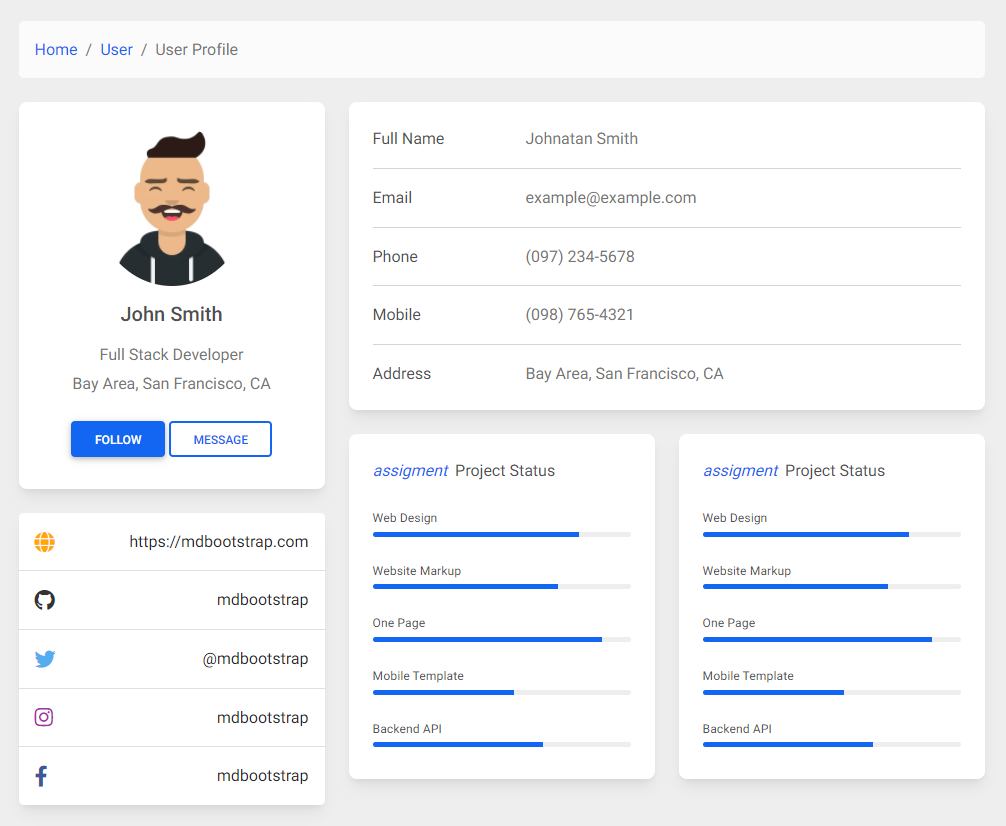 Home / User / User Profile
John Smith
Full Stack Developer
Bay Area, San Francisco, CA
FOLLOW MESSAGE
https://mdbootstrap.com
mdbootstrap
@mdbootstrap
mdbootstrap
mdbootstrap
Full Name Johnatan Smith
Email example@example.com
Phone (097) 234-5678
Mobile (098) 765-4321
Address Bay Area, San Francisco, CA
assigment Project Status
Web Design
Website Markup
One Page
Mobile Template
Backend API
assigment Project Status
Web Design
Website Markup
One Page
Mobile Template
Backend API